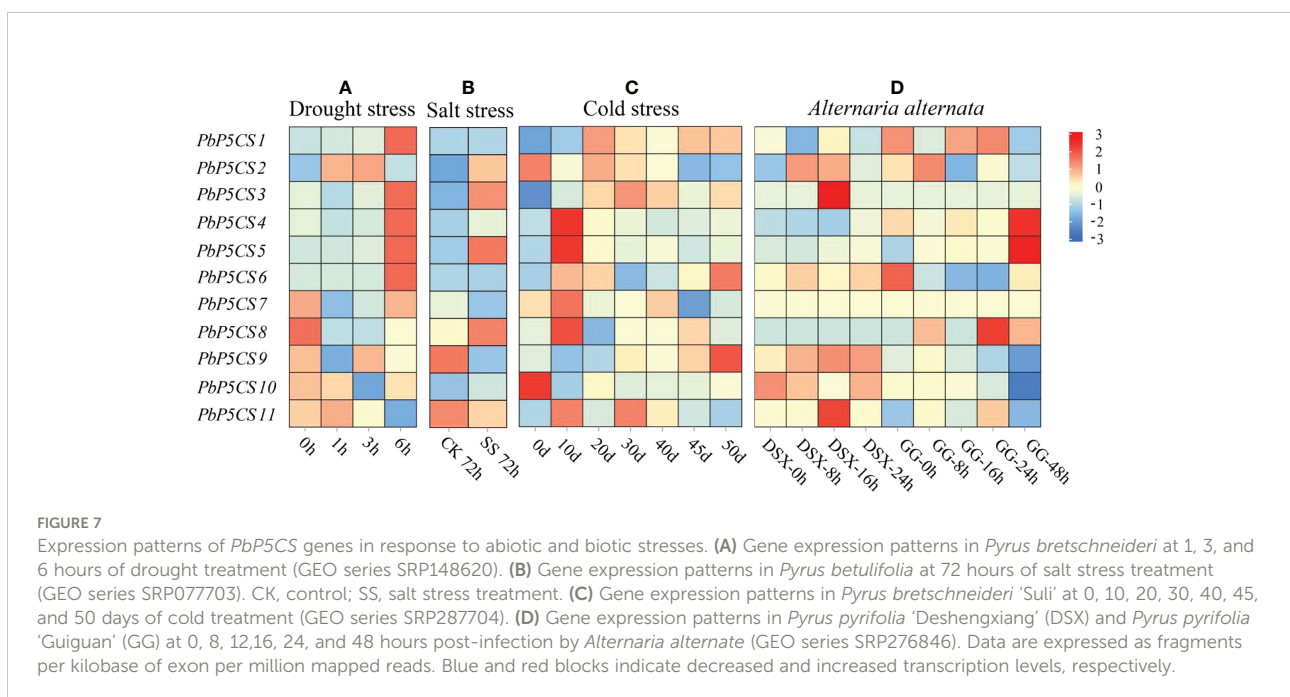 A
B
C
D
Drought stress
Salt stress
Cold stress
Alternaria alternata
PbP5CS1
PbP5CS2
PbP5CS3
PbP5CS4
PbP5CS5
PbP5CS6
PbP5CS7
PbP5CS8
PbP5CS9
PbP5CS10
PbP5CS11
3
2
1
0
-1
-2
-3
0h
1h
3h
6h
CK 72h
SS 72h
0d
10d
20d
30d
40d
45d
50d
DSX-0h
DSX-8h
DSX-16h
DSX-24h
GG-0h
GG-8h
GG-16h
GG-24h
GG-48h
FIGURE 7
Expression patterns of PbP5CS genes in response to abiotic and biotic stresses. (A) Gene expression patterns in Pyrus bretschneideri at 1, 3, and
6 hours of drought treatment (GEO series SRP148620). (B) Gene expression patterns in Pyrus betulifolia at 72 hours of salt stress treatment
(GEO series SRP077703). CK, control; SS, salt stress treatment. (C) Gene expression patterns in Pyrus bretschneideri ‘Suli’ at 0, 10, 20, 30, 40, 45,
and 50 days of cold treatment (GEO series SRP287704). (D) Gene expression patterns in Pyrus pyrifolia ‘Deshengxiang’ (DSX) and Pyrus pyrifolia
‘Guiguan’ (GG) at 0, 8, 12,16, 24, and 48 hours post-infection by Alternaria alternate (GEO series SRP276846). Data are expressed as fragments
per kilobase of exon per million mapped reads. Blue and red blocks indicate decreased and increased transcription levels, respectively.